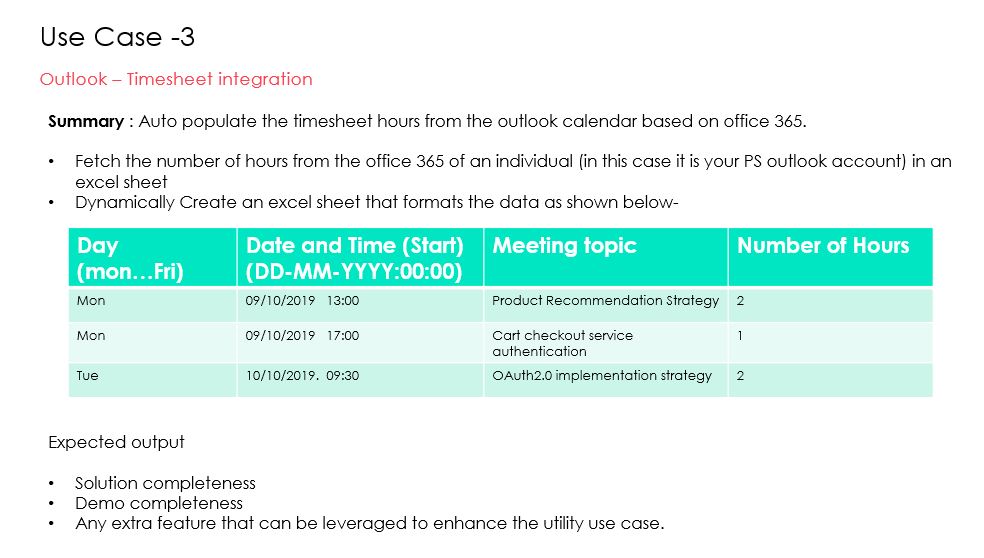 Use Case -3
Outlook – Timesheet integration
Summary : Auto populate the timesheet hours from the outlook calendar based on office 365.
• Fetch the number of hours from the office 365 of an individual (in this case it is your PS outlook account) in an
excel sheet
• Dynamically Create an excel sheet that formats the data as shown below-
Day Date and Time (Start) Meeting topic Number of Hours
(mon...Fri) (DD-MM-YYYY:00:00)
Mon 09/10/2019 13:00 Product Recommendation Strategy 2
Mon 09/10/2019 17:00 Cart checkout service 1
authentication
Tue 10/10/2019. 09:30 OAuth2.0 implementation strategy 2
Expected output
• Solution completeness
• Demo completeness
• Any extra feature that can be leveraged to enhance the utility use case.